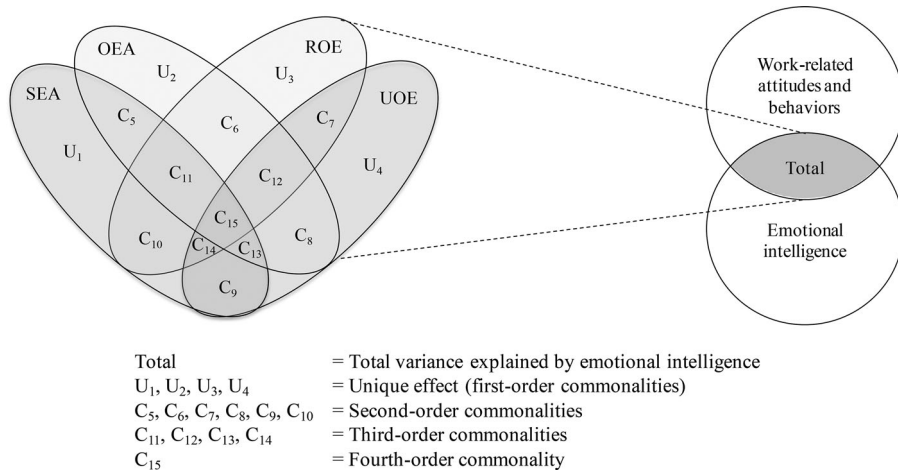 OEA
ROE
SEA
UOE
U₂
U₃
C₅
C₆
C₇
U₁
U₄
C₁₁
C₁₂
C₁₅
C₁₀
C₁₄
C₁₃
C₈
C₉
Work-related
attitudes and
behaviors
Total
Emotional
intelligence
Total = Total variance explained by emotional intelligence
U₁, U₂, U₃, U₄ = Unique effect (first-order commonalities)
C₅, C₆, C₇, C₈, C₉, C₁₀ = Second-order commonalities
C₁₁, C₁₂, C₁₃, C₁₄ = Third-order commonalities
C₁₅ = Fourth-order commonality